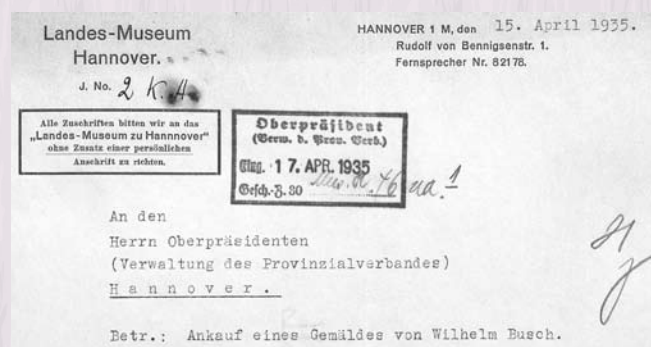 Landes-Museum
Hannover.
J. No. 2 K.A.
HANNOVER 1 M, den 15. April 1935.
Rudolf von Bennigsenstr. 1.
Fernsprecher Nr. 82178.
Alle Zuschriften bitten wir an das
„Landes-Museum zu Hannnover“
ohne Zusatz einer persönlichen
Anschrift zu richten.
Oberpräsident
(Verw. d. Prov. Verb.)
Eing. 17. APR. 1935
Gesch.-Z. 30
An den
Herrn Oberpräsidenten
(Verwaltung des Provinzialverbandes)
Hannover.
Betr.: Ankauf eines Gemäldes von Wilhelm Busch.